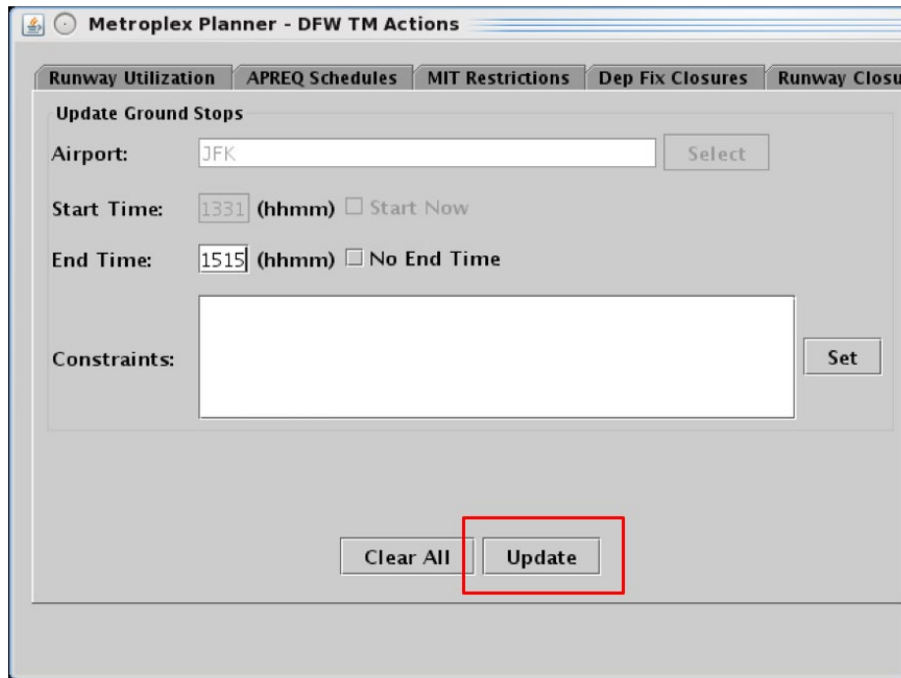 Metroplex Planner - DFW TM Actions
Runway Utilization APREQ Schedules MIT Restrictions Dep Fix Closures Runway Closu
Update Ground Stops
Airport: JFK Select
Start Time: 1331 (hhmm) Start Now
End Time: 1515 (hhmm) No End Time
Constraints: Set
Clear All Update